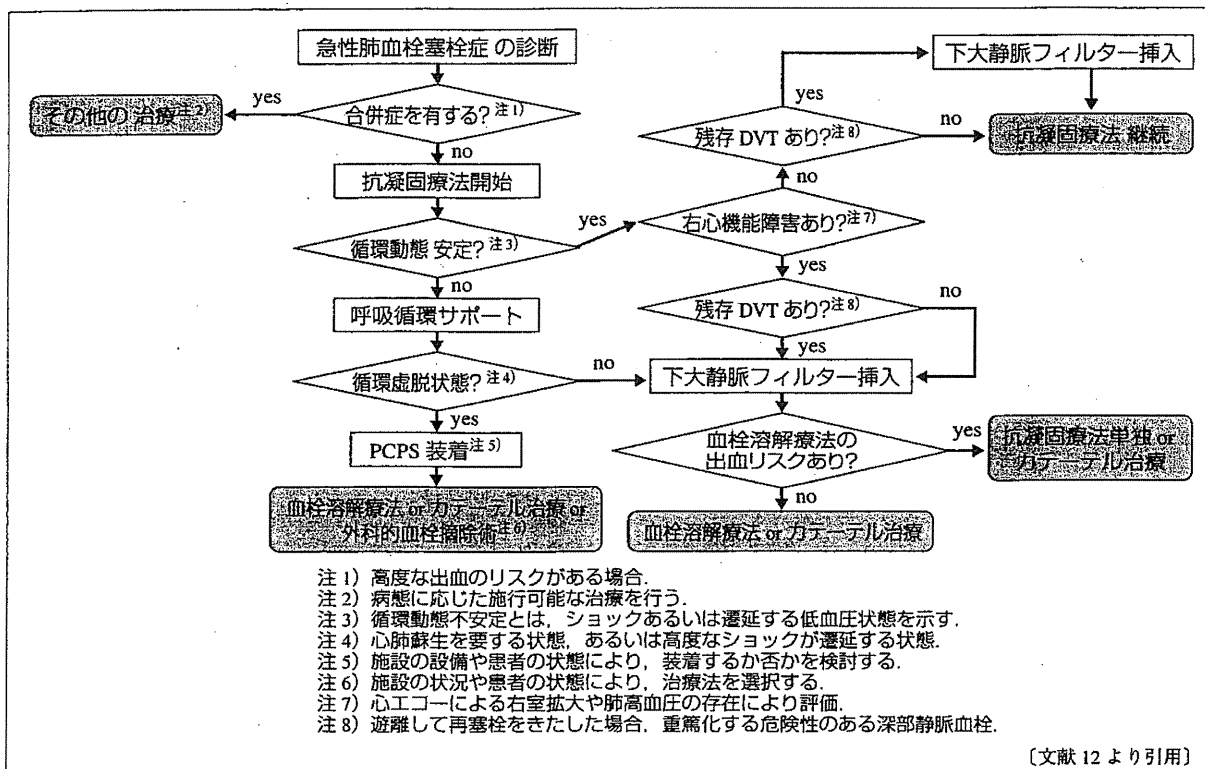 急性肺血栓塞栓症 の診断
合併症を有する?注1)
yes
その他の 治療注2)
no
抗凝固療法開始
循環動態 安定?注3)
yes
no
呼吸循環サポート
循環虚脱状態?注4)
no
yes
PCPS 装着注5)
血栓溶解療法 or カテーテル治療 or
外科的血栓摘除術注6)
下大静脈フィルター挿入
yes
残存 DVT あり?注8)
no
抗凝固療法 継続
no
右心機能障害あり?注7)
yes
残存 DVT あり?注8)
no
yes
下大静脈フィルター挿入
血栓溶解療法の
出血リスクあり?
yes
抗凝固療法単独 or
カテーテル治療
no
血栓溶解療法 or カテーテル治療
注 1) 高度な出血のリスクがある場合.
注 2) 病態に応じた施行可能な治療を行う.
注 3) 循環動態不安定とは,ショックあるいは遷延する低血圧状態を示す.
注 4) 心肺蘇生を要する状態,あるいは高度なショックが遷延する状態.
注 5) 施設の設備や患者の状態により,装着するか否かを検討する.
注 6) 施設の状況や患者の状態により,治療法を選択する.
注 7) 心エコーによる右室拡大や肺高血圧の存在により評価.
注 8) 遊離して再塞栓をきたした場合,重篤化する危険性のある深部静脈血栓.
〔文献 12 より引用〕